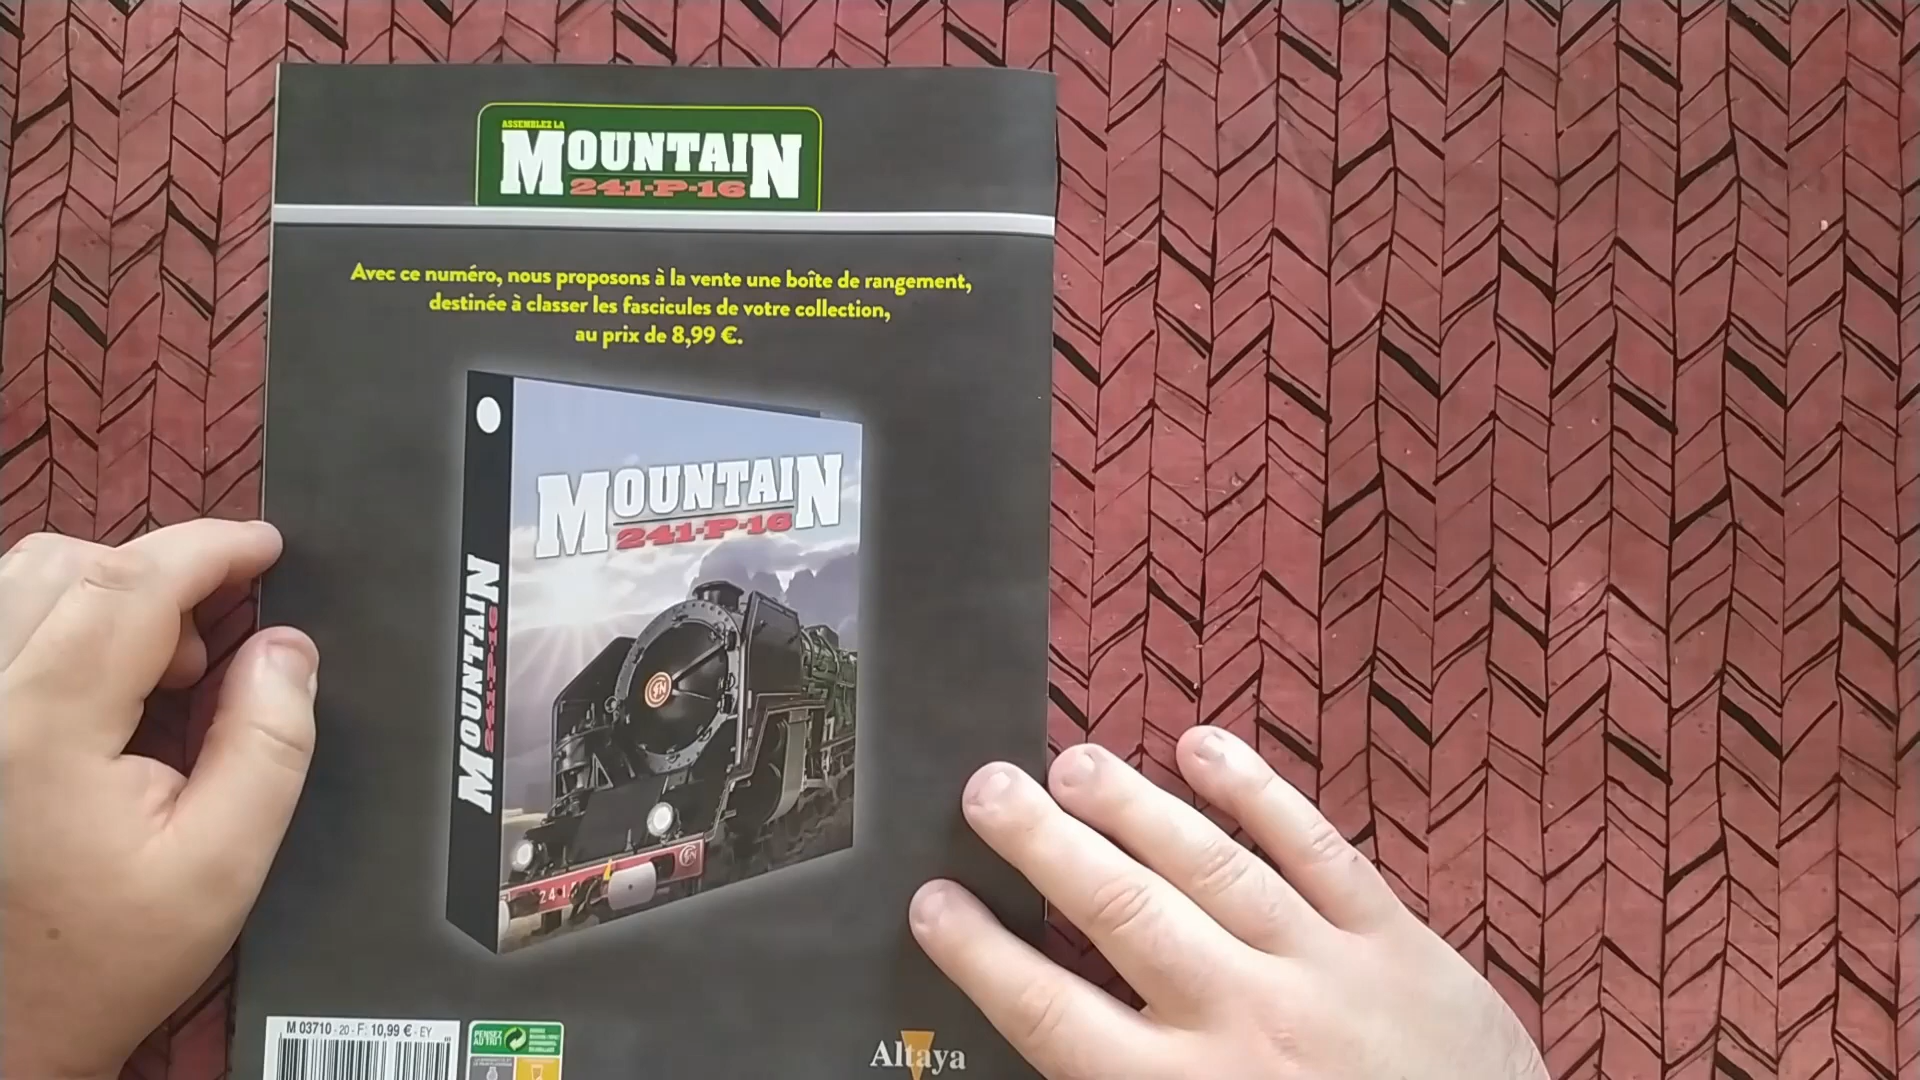 ASSEMBLEZ LA
MOUNTAIN
241-P-16
Avec ce numéro, nous proposons à la vente une boîte de rangement,
destinée à classer les fascicules de votre collection,
au prix de 8,99 €.
MOUNTAIN
241-P-16
MOUNTAIN
241-P-16
241
M 03710 - 20 - F: 10,99 € - EY
PENSEZ
AU TRI !
Altaya